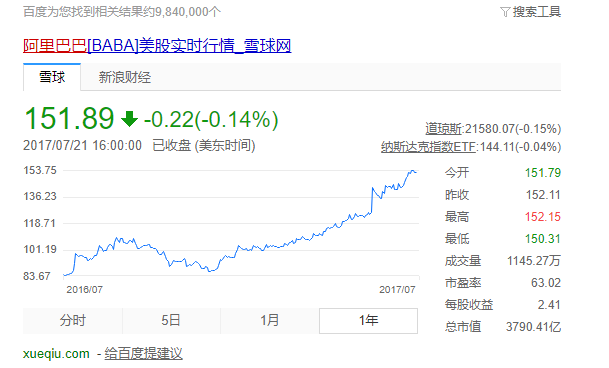 百度为您找到相关结果约9,840,000个 搜索工具
阿里巴巴[BABA]美股实时行情_雪球网
雪球 新浪财经
151.89 -0.22(-0.14%)
2017/07/21 16:00:00 已收盘 (美东时间)
道琼斯:21580.07(-0.15%)
纳斯达克指数ETF:144.11(-0.04%)
153.75
136.23
118.71
101.19
83.67
2016/07 2017/07
今开 151.79
昨收 152.11
最高 152.15
最低 150.31
成交量 1145.27万
市盈率 63.02
每股收益 2.41
总市值 3790.41亿
分时 5日 1月 1年
xueqiu.com - 给百度提建议